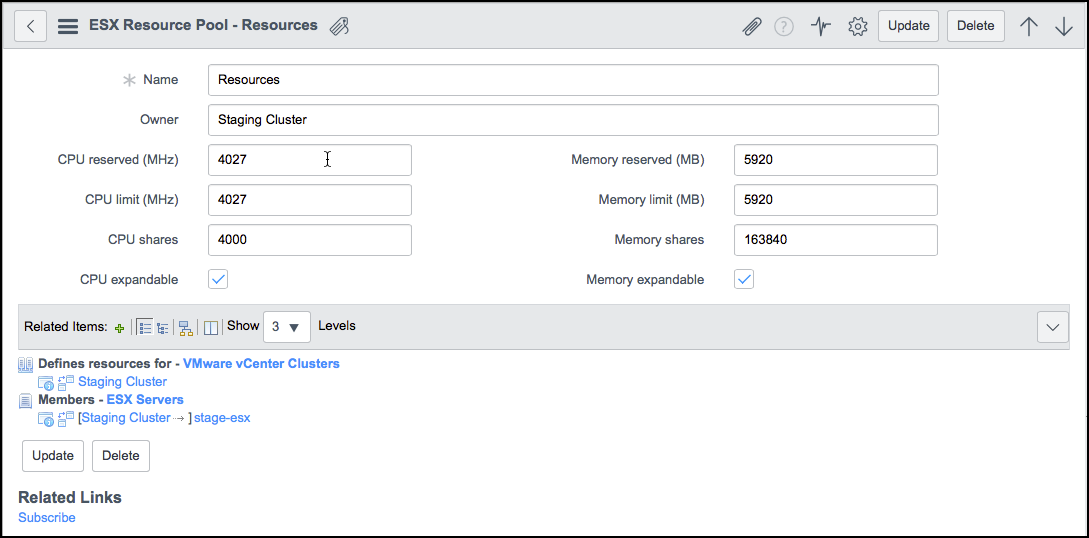 ESX Resource Pool - Resources
? Update Delete
Name Resources
Owner Staging Cluster
CPU reserved (MHz) 4027 Memory reserved (MB) 5920
CPU limit (MHz) 4027 Memory limit (MB) 5920
CPU shares 4000 Memory shares 163840
CPU expandable Memory expandable
Related Items: Show 3 Levels
Defines resources for - VMware vCenter Clusters
Staging Cluster
Members - ESX Servers
[Staging Cluster → ] stage-esx
Update Delete
Related Links
Subscribe